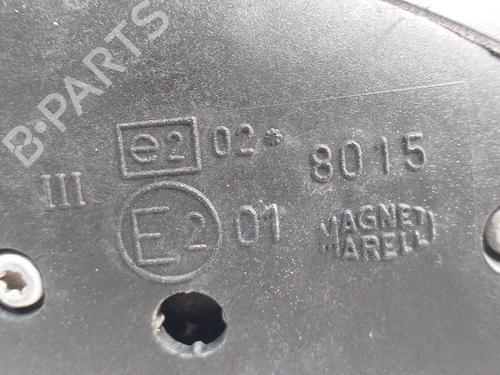 B-PARTS
e2 02* 8015
III
E2 01
MAGNETI
MARELLI